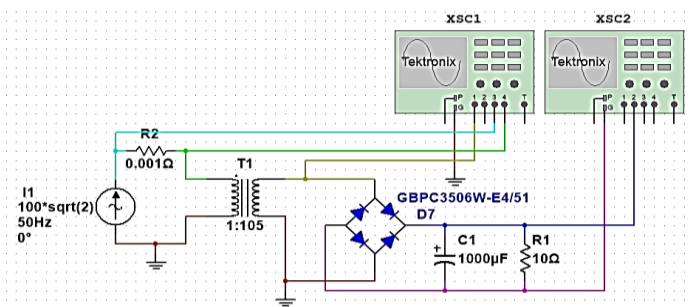 XSC1
XSC2
Tektronix
P
G
1 2 3 4
T
Tektronix
P
G
1 2 3 4
T
R2
0.001Ω
T1
1:105
I1
100*sqrt(2)
50Hz
0°
GBPC3506W-E4/51
D7
+
C1
1000µF
R1
10Ω